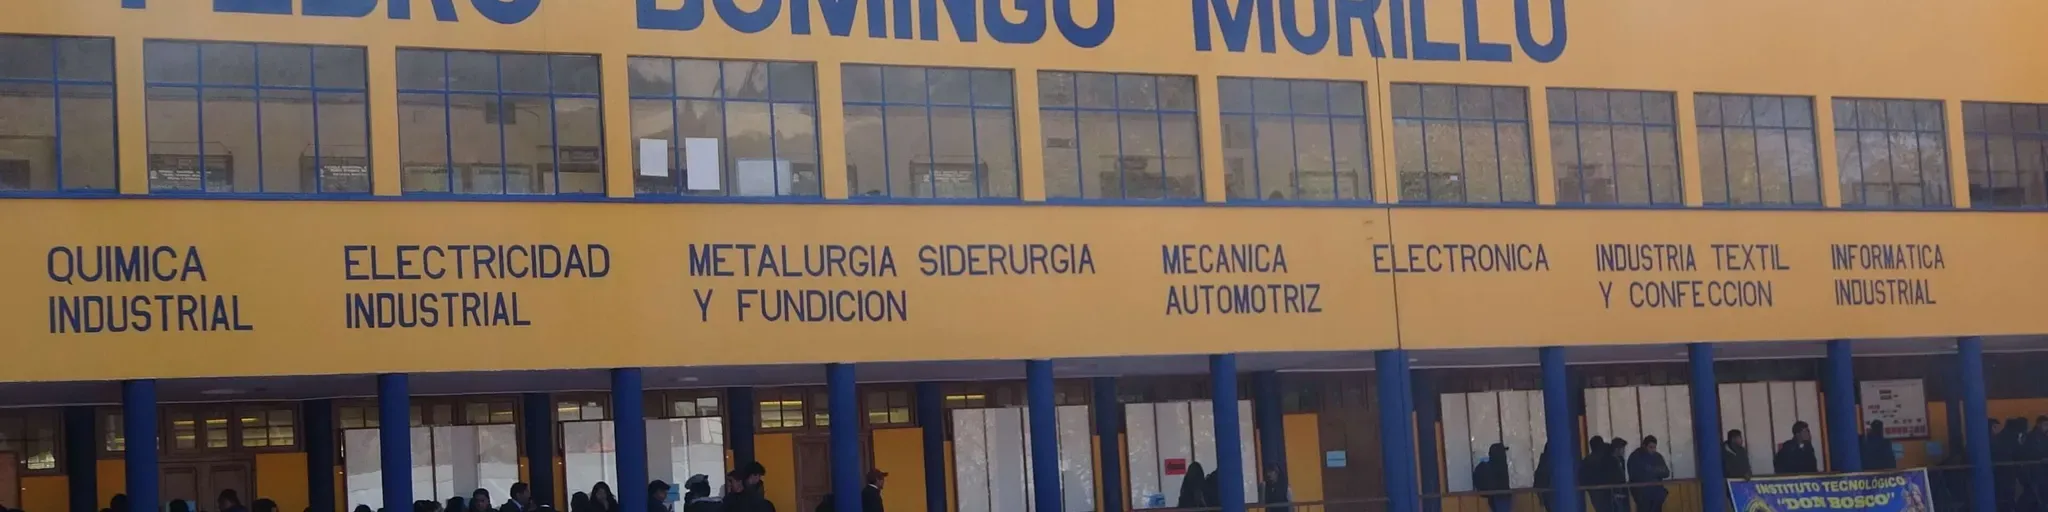 PEDRO DOMINGO MURILLO
QUIMICA
INDUSTRIAL
ELECTRICIDAD
INDUSTRIAL
METALURGIA SIDERURGIA
Y FUNDICION
MECANICA
AUTOMOTRIZ
ELECTRONICA
INDUSTRIA TEXTIL
Y CONFECCION
INFORMATICA
INDUSTRIAL
INSTITUTO TECNOLÓGICO
"DON BOSCO"